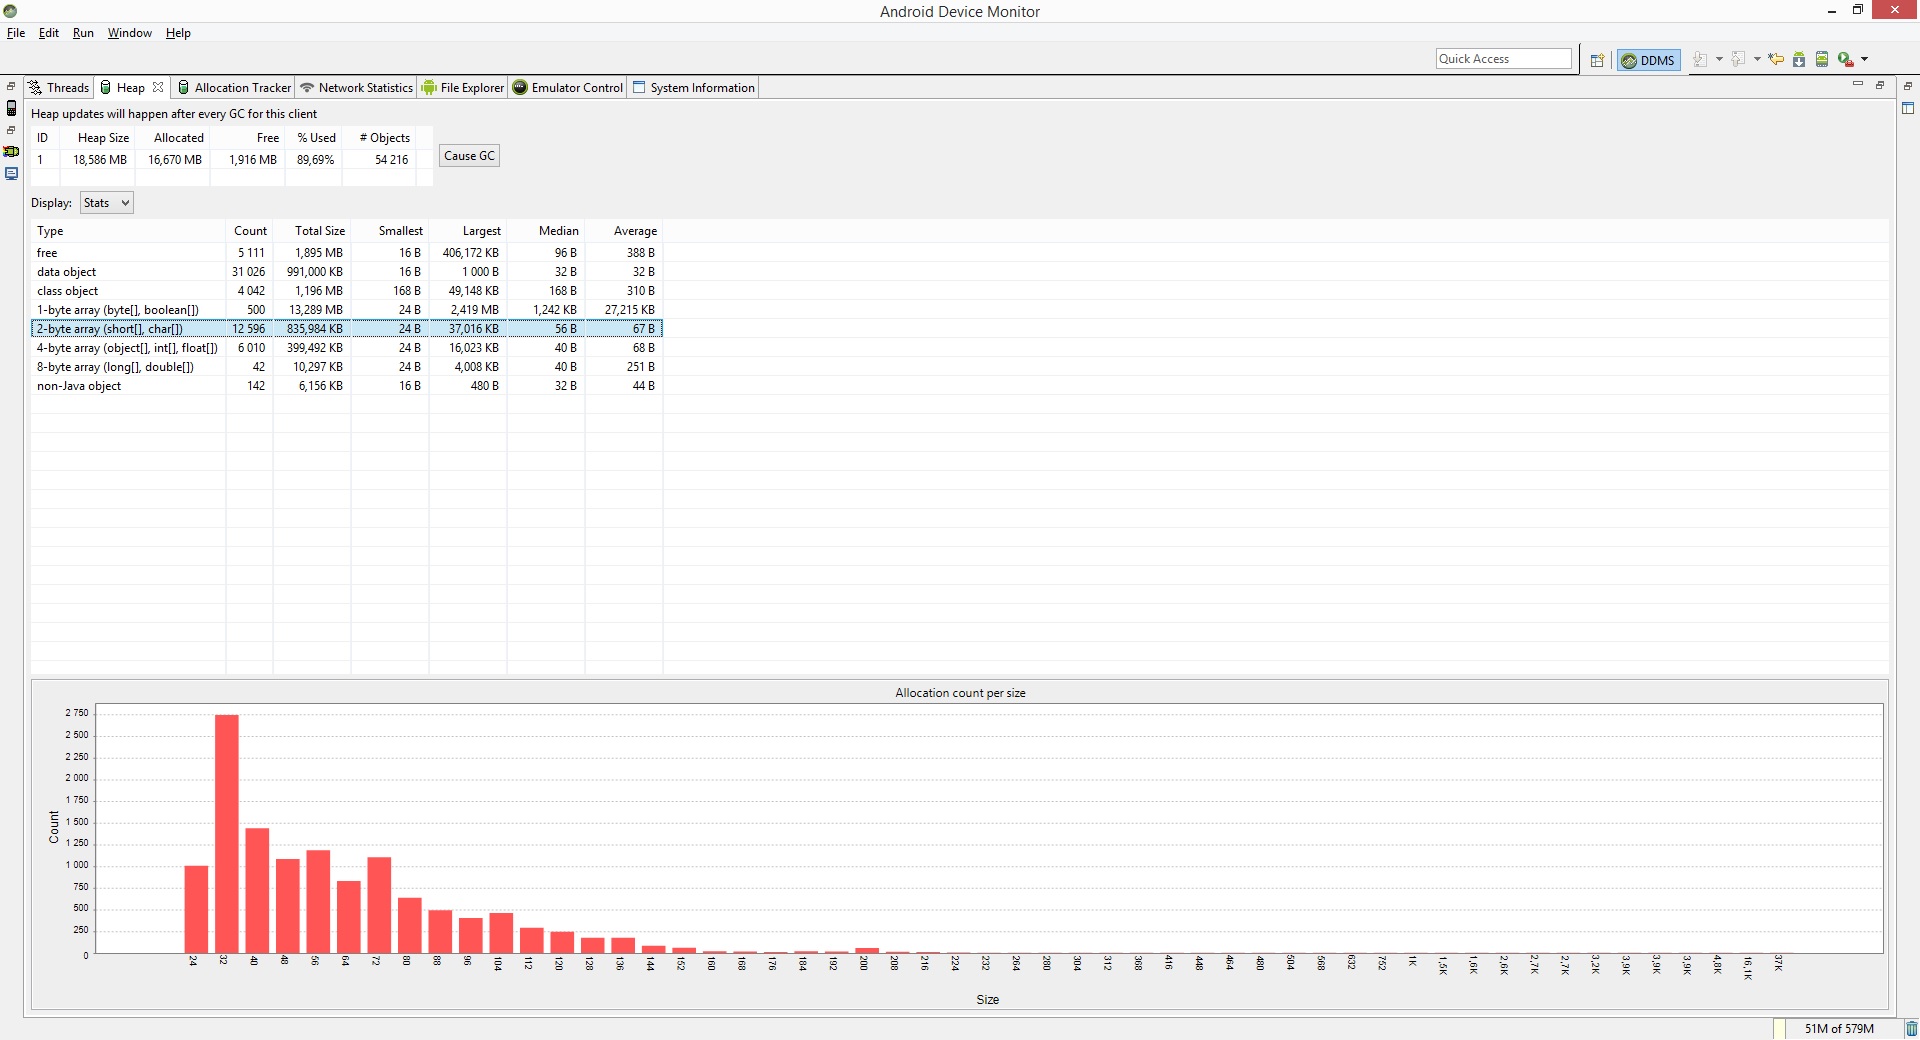 Android Device Monitor
File Edit Run Window Help
Quick Access DDMS
Threads Heap Allocation Tracker Network Statistics File Explorer Emulator Control System Information
Heap updates will happen after every GC for this client
ID Heap Size Allocated Free % Used # Objects
1 18,586 MB 16,670 MB 1,916 MB 89,69% 54 216
Cause GC
Display: Stats
Type Count Total Size Smallest Largest Median Average
free 5 111 1,895 MB 16 B 406,172 KB 96 B 388 B
data object 31 026 991,000 KB 16 B 1 000 B 32 B 32 B
class object 4 042 1,196 MB 168 B 49,148 KB 168 B 310 B
1-byte array (byte[], boolean[]) 500 13,289 MB 24 B 2,419 MB 1,242 KB 27,215 KB
2-byte array (short[], char[]) 12 596 835,984 KB 24 B 37,016 KB 56 B 67 B
4-byte array (object[], int[], float[]) 6 010 399,492 KB 24 B 16,023 KB 40 B 68 B
8-byte array (long[], double[]) 42 10,297 KB 24 B 4,008 KB 40 B 251 B
non-Java object 142 6,156 KB 16 B 480 B 32 B 44 B
Allocation count per size
2 750
2 500
2 250
2 000
1 750
1 500
1 250
1 000
750
500
250
0
Count
24 32 40 48 56 64 72 80 88 96 104 112 120 128 136 144 152 160 168 176 184 192 200 208 216 224 232 264 280 304 312 368 416 448 464 480 504 568 632 752 1K 1,5K 1,6K 2,6K 2,7K 2,7K 3,2K 3,9K 3,9K 3,9K 4,8K 16,1K 37K
Size
51M of 579M